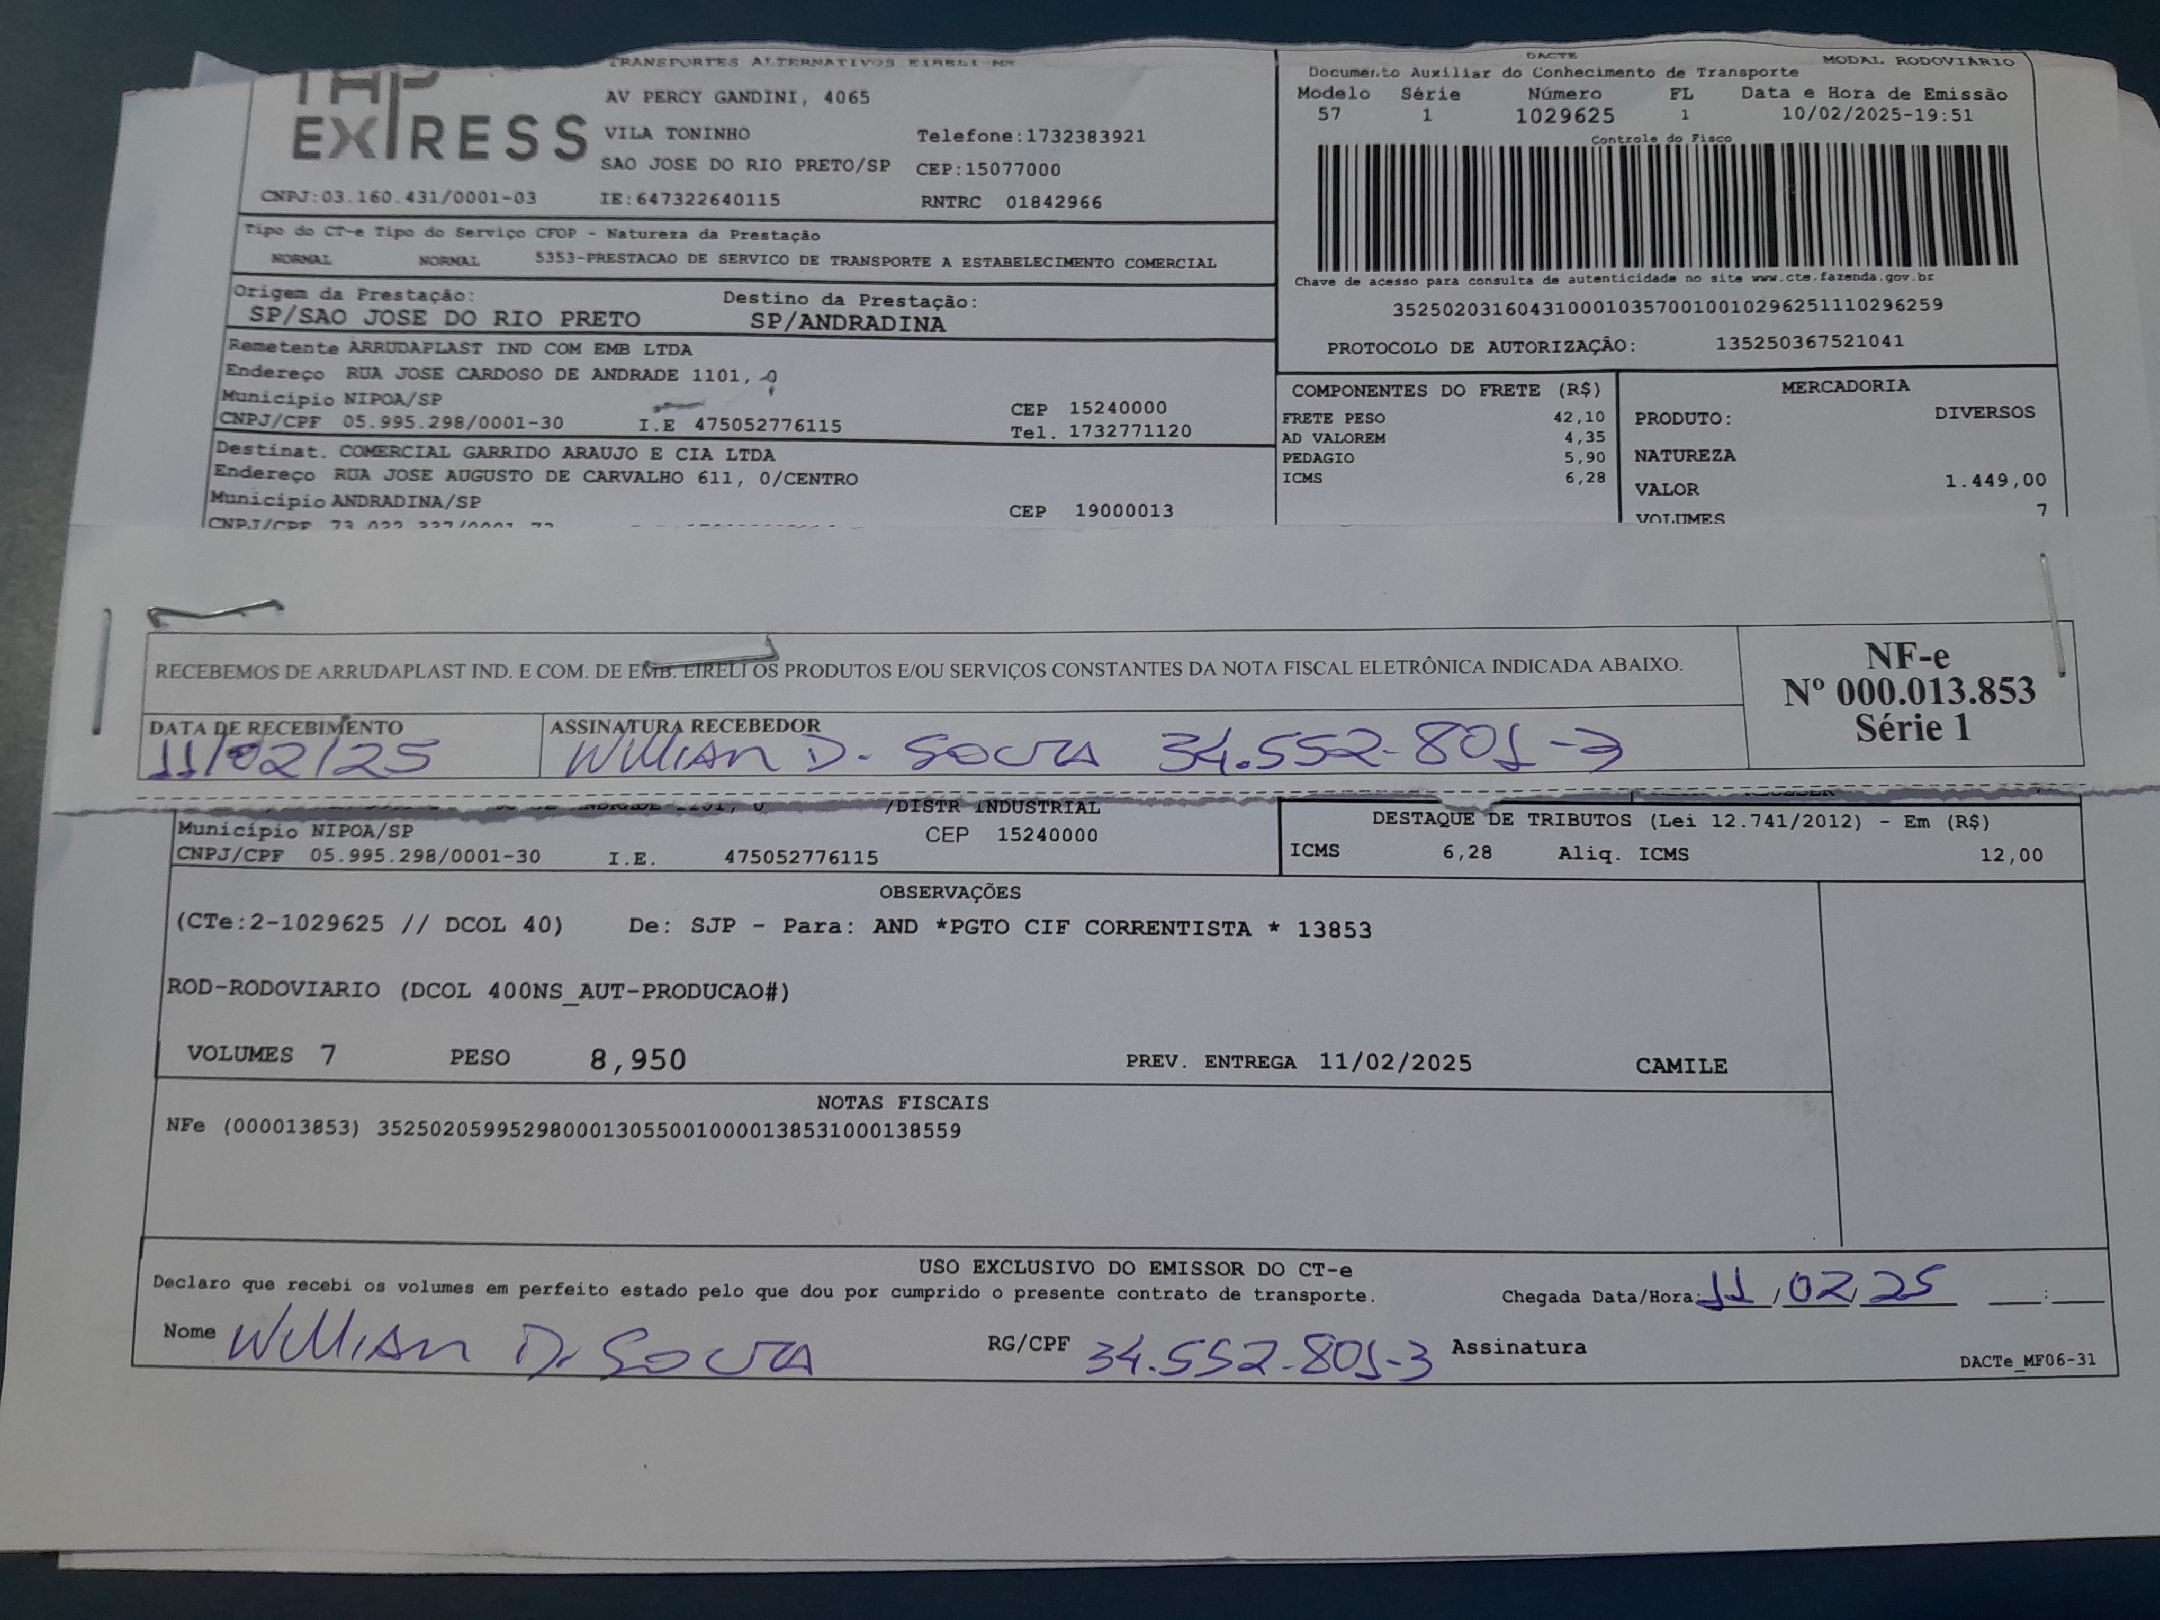 TRANSPORTES ALTERNATIVOS EIRELI ME
TAP EXPRESS
AV PERCY GANDINI, 4065
VILA TONINHO Telefone:1732383921
SAO JOSE DO RIO PRETO/SP CEP:15077000
CNPJ:03.160.431/0001-03 IE:647322640115 RNTRC 01842966
Tipo do CT-e Tipo do Serviço CFOP - Natureza da Prestação
NORMAL NORMAL 5353-PRESTACAO DE SERVICO DE TRANSPORTE A ESTABELECIMENTO COMERCIAL
Origem da Prestação: Destino da Prestação:
SP/SAO JOSE DO RIO PRETO SP/ANDRADINA
Remetente ARRUDAPLAST IND COM EMB LTDA
Endereço RUA JOSE CARDOSO DE ANDRADE 1101,
Município NIPOA/SP CEP 15240000
CNPJ/CPF 05.995.298/0001-30 I.E 475052776115 Tel. 1732771120
Destinat. COMERCIAL GARRIDO ARAUJO E CIA LTDA
Endereço RUA JOSE AUGUSTO DE CARVALHO 611, 0/CENTRO
Município ANDRADINA/SP CEP 19000013
CNPJ/CPF
DACTE MODAL RODOVIÁRIO
Documento Auxiliar do Conhecimento de Transporte
Modelo Série Número FL Data e Hora de Emissão
57 1 1029625 1 10/02/2025-19:51
Controle do Fisco
Chave de acesso para consulta de autenticidade no site www.cte.fazenda.gov.br
35250203160431000103570010010296251110296259
PROTOCOLO DE AUTORIZAÇÃO: 135250367521041
COMPONENTES DO FRETE (R$)
FRETE PESO 42,10
AD VALOREM 4,35
PEDAGIO 5,90
ICMS 6,28
MERCADORIA
PRODUTO: DIVERSOS
NATUREZA
VALOR 1.449,00
VOLUMES 7
RECEBEMOS DE ARRUDAPLAST IND. E COM. DE EMB. EIRELI OS PRODUTOS E/OU SERVIÇOS CONSTANTES DA NOTA FISCAL ELETRÔNICA INDICADA ABAIXO.
NF-e
Nº 000.013.853
Série 1
DATA DE RECEBIMENTO ASSINATURA RECEBEDOR
11/02/25 Willian D. Souza 34.552-801-3
/DISTR INDUSTRIAL
Município NIPOA/SP CEP 15240000
CNPJ/CPF 05.995.298/0001-30 I.E. 475052776115
DESTAQUE DE TRIBUTOS (Lei 12.741/2012) - Em (R$)
ICMS 6,28 Aliq. ICMS 12,00
OBSERVAÇÕES
(CTe:2-1029625 // DCOL 40) De: SJP - Para: AND *PGTO CIF CORRENTISTA * 13853
ROD-RODOVIARIO (DCOL 400NS_AUT-PRODUCAO#)
VOLUMES 7 PESO 8,950 PREV. ENTREGA 11/02/2025 CAMILE
NOTAS FISCAIS
NFe (000013853) 35250205995298000130550010000138531000138559
USO EXCLUSIVO DO EMISSOR DO CT-e
Declaro que recebi os volumes em perfeito estado pelo que dou por cumprido o presente contrato de transporte. Chegada Data/Hora: 11/02/25 __:__
Nome Willian D. Souza RG/CPF 34.552.801-3 Assinatura
DACTe_MF06-31